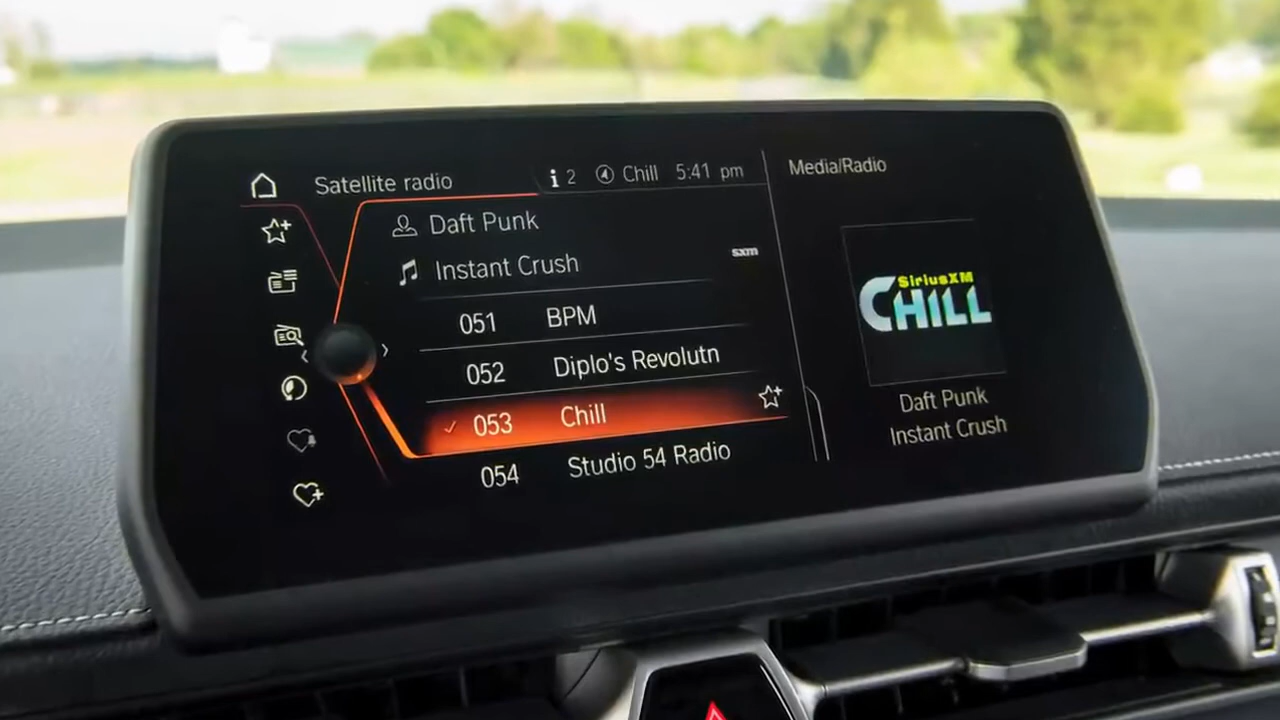 Satellite radio
2 Chill 5:41 pm
Daft Punk
Instant Crush
sxm
051 BPM
052 Diplo's Revolutn
053 Chill
054 Studio 54 Radio
Media/Radio
SiriusXM
CHILL
Daft Punk
Instant Crush